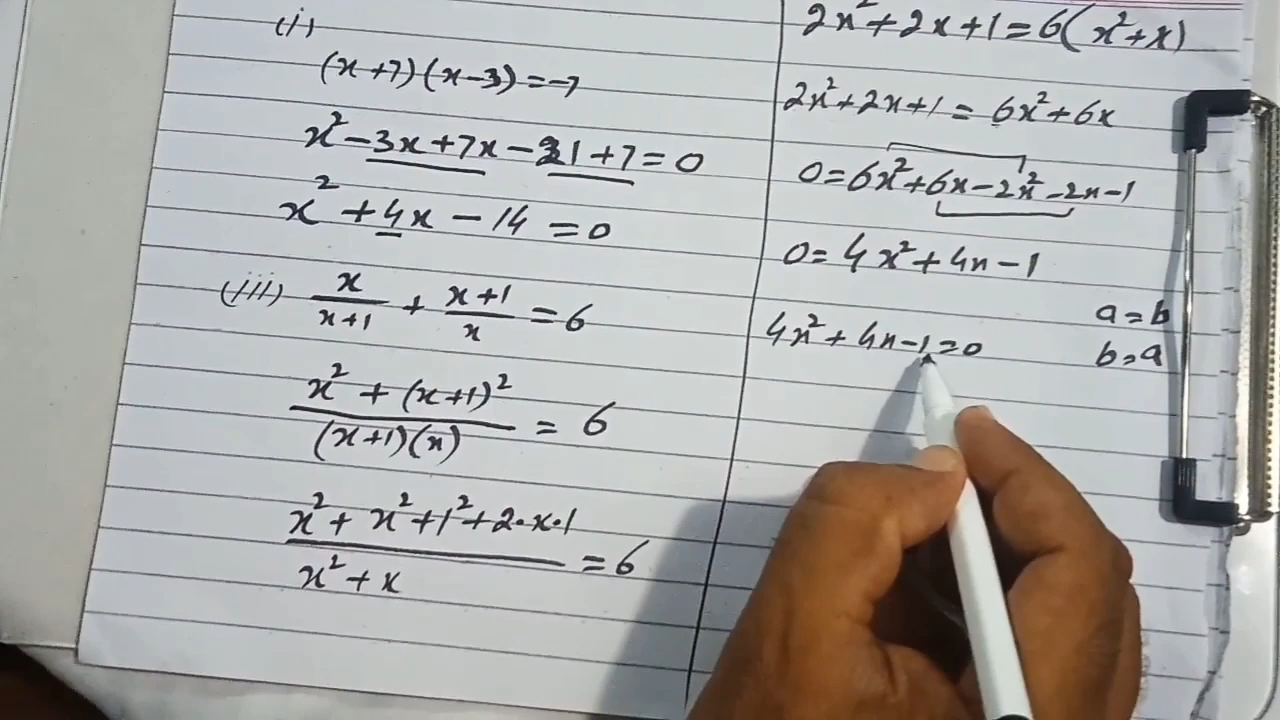 (i)
(x+7)(x-3)=-7
x²-3x+7x-21+7=0
x²+4x-14=0
(iii) x/(x+1) + (x+1)/x = 6
(x²+(x+1)²)/((x+1)(x)) = 6
(x²+x²+1²+2·x·1)/(x²+x) = 6
2x²+2x+1=6(x²+x)
2x²+2x+1=6x²+6x
0=6x²+6x-2x²-2x-1
0=4x²+4x-1
4x²+4x-1=0
a=b
b=a